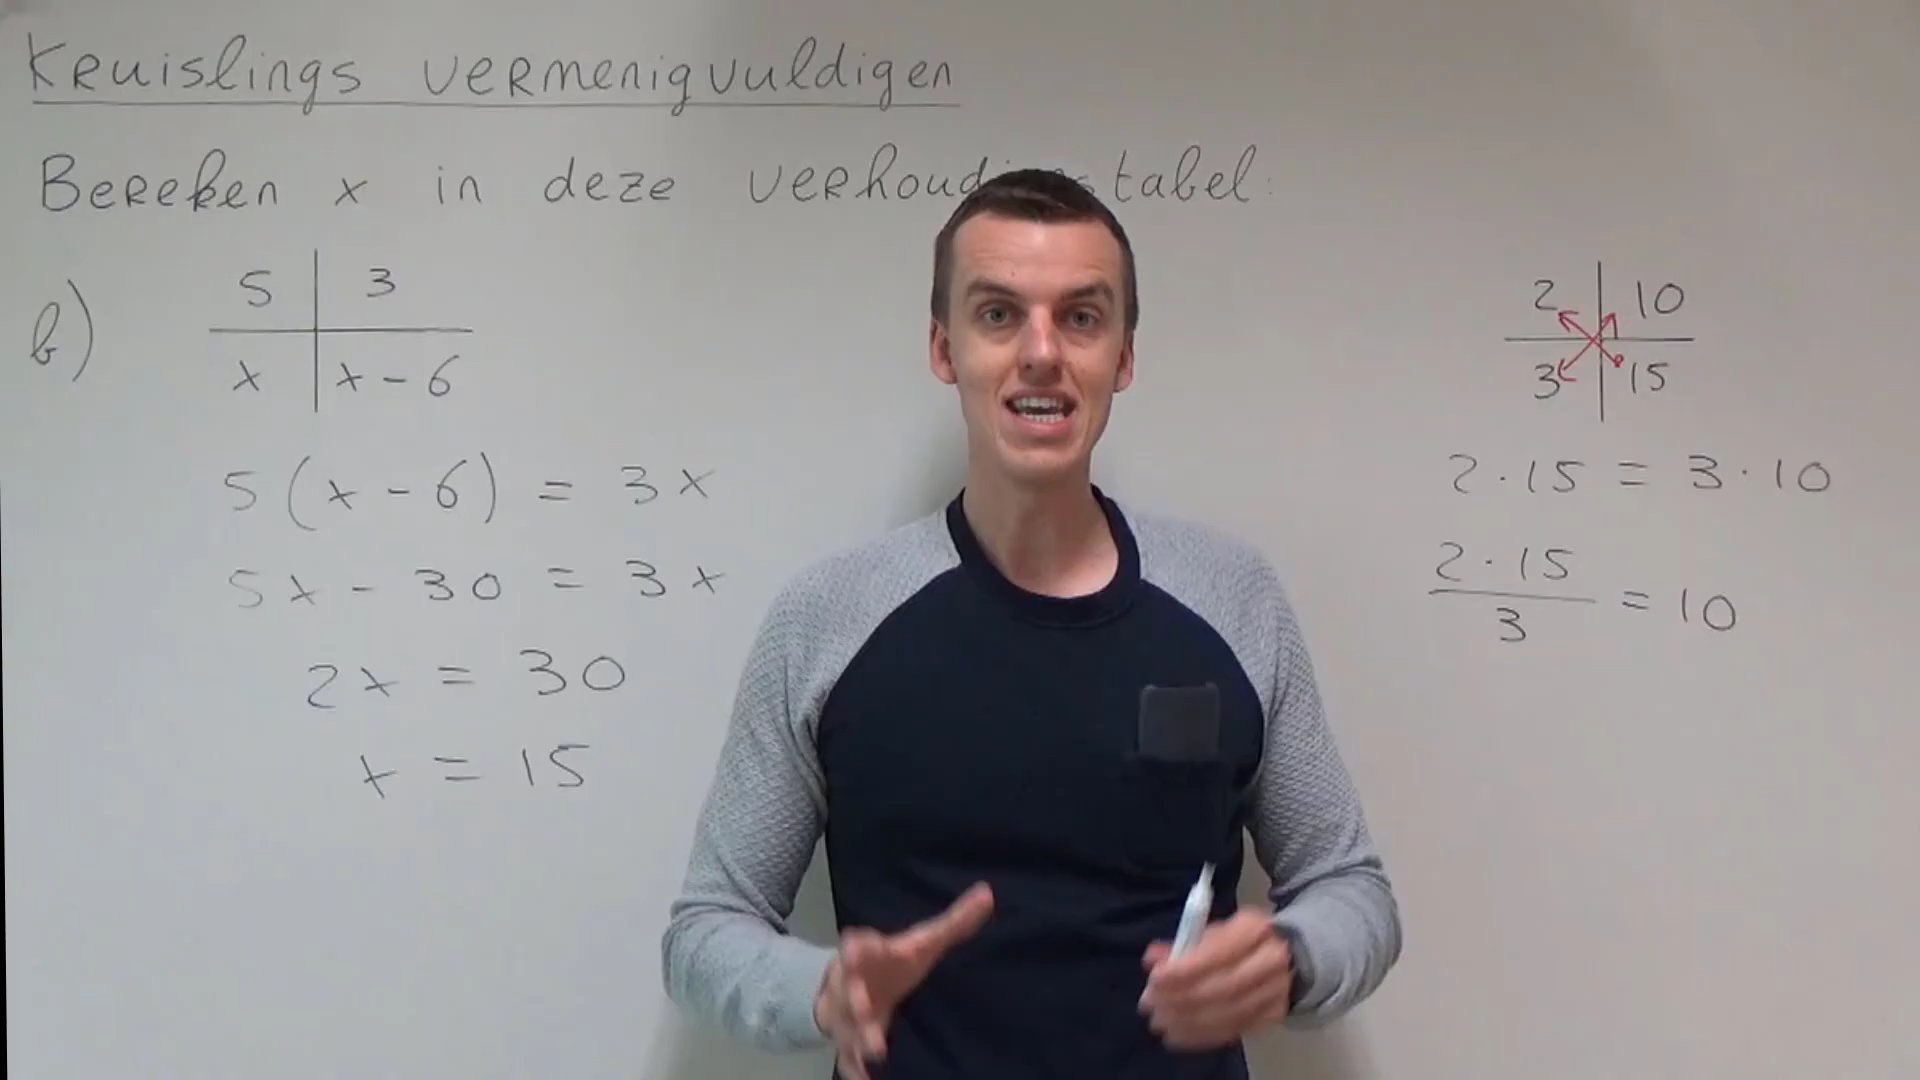 Kruislings vermenigvuldigen
Bereken x in deze tabel:
b)
5 | 3
x | x - 6
5(x - 6) = 3x
5x - 30 = 3x
2x = 30
x = 15
2 | 10
3 | 15
2 · 15 = 3 · 10
2 · 15
3
= 10